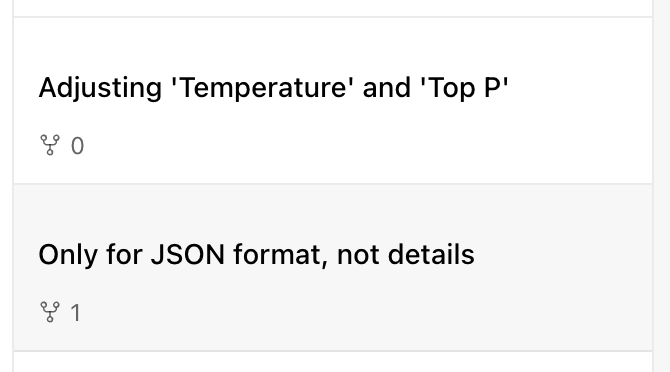 Adjusting 'Temperature' and 'Top P'
0
Only for JSON format, not details
1